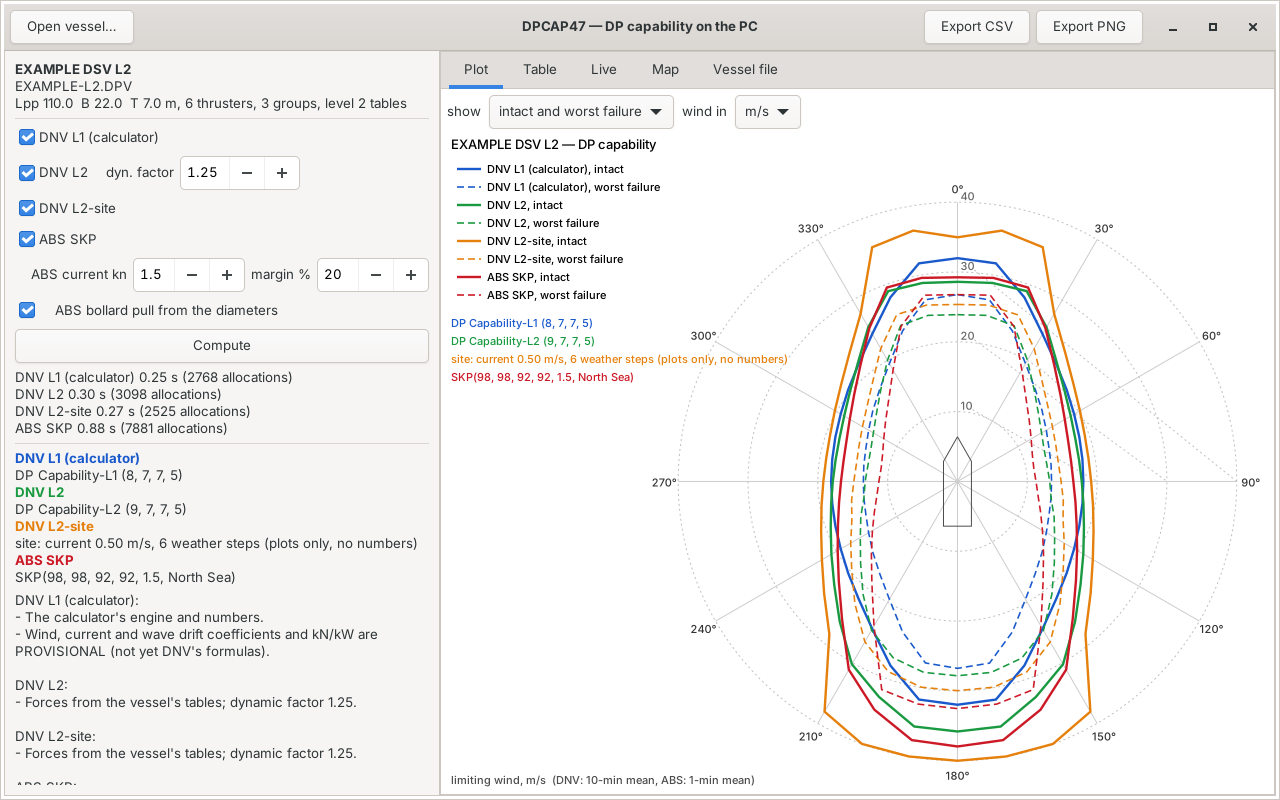 Open vessel...
DPCAP47 — DP capability on the PC
Export CSV
Export PNG
EXAMPLE DSV L2
EXAMPLE-L2.DPV
Lpp 110.0 B 22.0 T 7.0 m, 6 thrusters, 3 groups, level 2 tables
DNV L1 (calculator)
DNV L2 dyn. factor 1.25 − +
DNV L2-site
ABS SKP
ABS current kn 1.5 − + margin % 20 − +
ABS bollard pull from the diameters
Compute
DNV L1 (calculator) 0.25 s (2768 allocations)
DNV L2 0.30 s (3098 allocations)
DNV L2-site 0.27 s (2525 allocations)
ABS SKP 0.88 s (7881 allocations)
DNV L1 (calculator)
DP Capability-L1 (8, 7, 7, 5)
DNV L2
DP Capability-L2 (9, 7, 7, 5)
DNV L2-site
site: current 0.50 m/s, 6 weather steps (plots only, no numbers)
ABS SKP
SKP(98, 98, 92, 92, 1.5, North Sea)
DNV L1 (calculator):
- The calculator's engine and numbers.
- Wind, current and wave drift coefficients and kN/kW are
PROVISIONAL (not yet DNV's formulas).
DNV L2:
- Forces from the vessel's tables; dynamic factor 1.25.
DNV L2-site:
- Forces from the vessel's tables; dynamic factor 1.25.
ABS SKP:
Plot Table Live Map Vessel file
show intact and worst failure wind in m/s
EXAMPLE DSV L2 — DP capability
DNV L1 (calculator), intact
DNV L1 (calculator), worst failure
DNV L2, intact
DNV L2, worst failure
DNV L2-site, intact
DNV L2-site, worst failure
ABS SKP, intact
ABS SKP, worst failure
DP Capability-L1 (8, 7, 7, 5)
DP Capability-L2 (9, 7, 7, 5)
site: current 0.50 m/s, 6 weather steps (plots only, no numbers)
SKP(98, 98, 92, 92, 1.5, North Sea)
0°
40
330°
30°
30
300°
20
60°
10
270°
90°
240°
120°
210°
150°
180°
limiting wind, m/s (DNV: 10-min mean, ABS: 1-min mean)